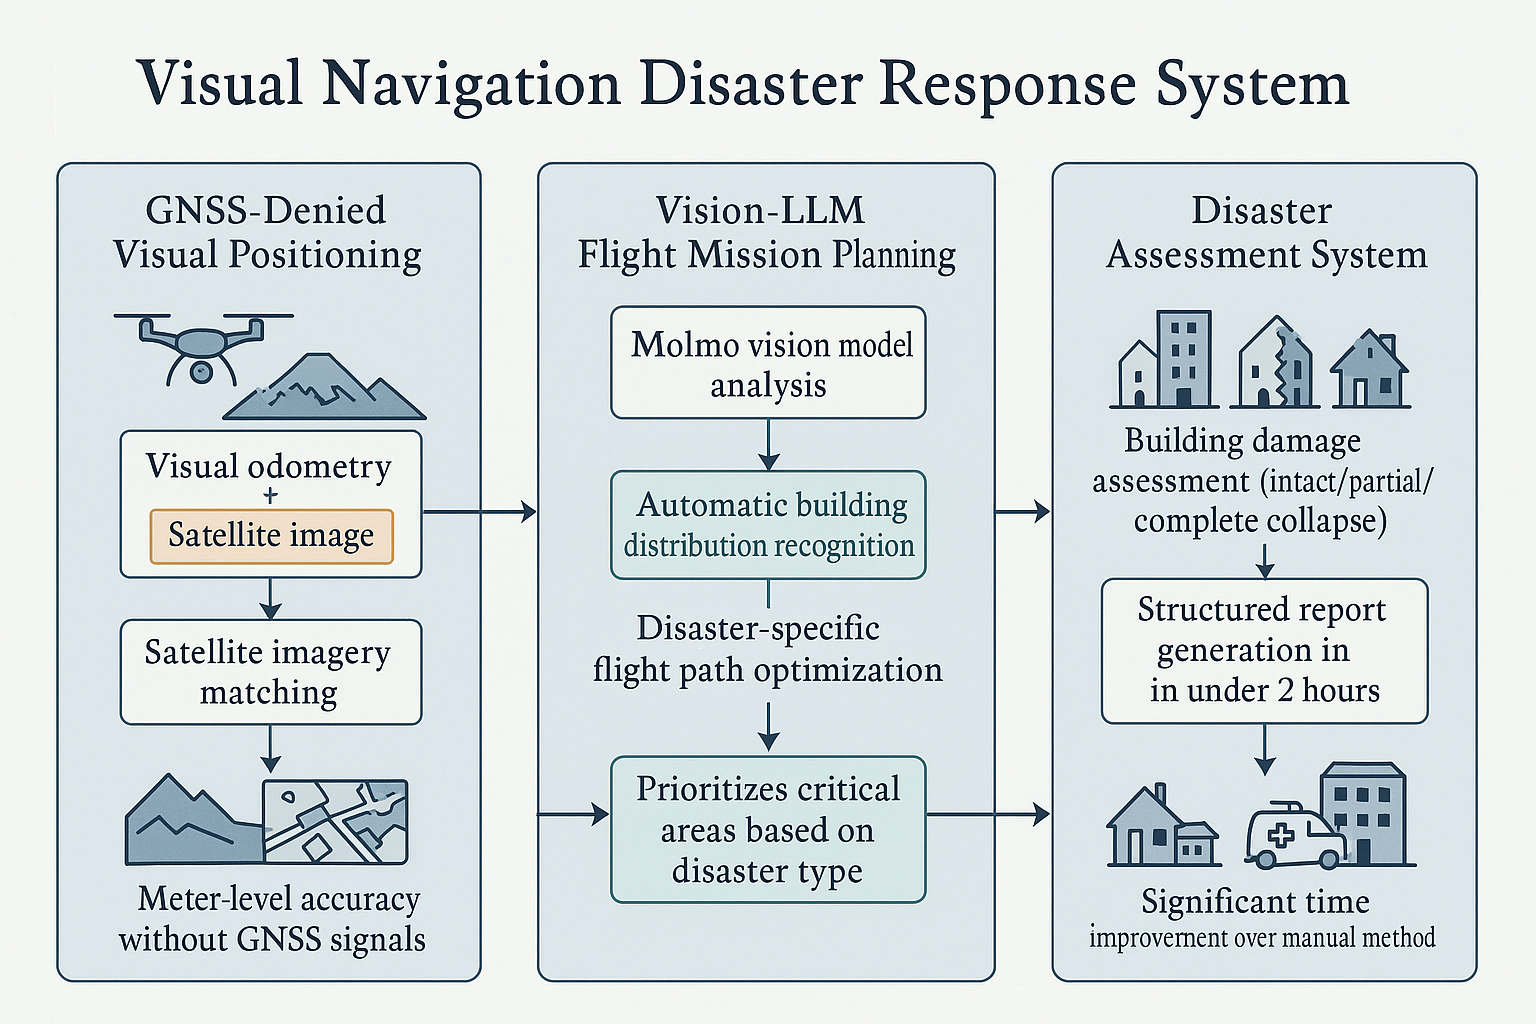 Visual Navigation Disaster Response System
GNSS-Denied
Visual Positioning
Visual odometry
+
Satellite image
Satellite imagery
matching
Meter-level accuracy
without GNSS signals
Vision-LLM
Flight Mission Planning
Molmo vision model
analysis
Automatic building
distribution recognition
Disaster-specific
flight path optimization
Prioritizes critical
areas based on
disaster type
Disaster
Assessment System
Building damage
assessment (intact/partial/
complete collapse)
Structured report
generation in
in under 2 hours
Significant time
improvernent over manual method